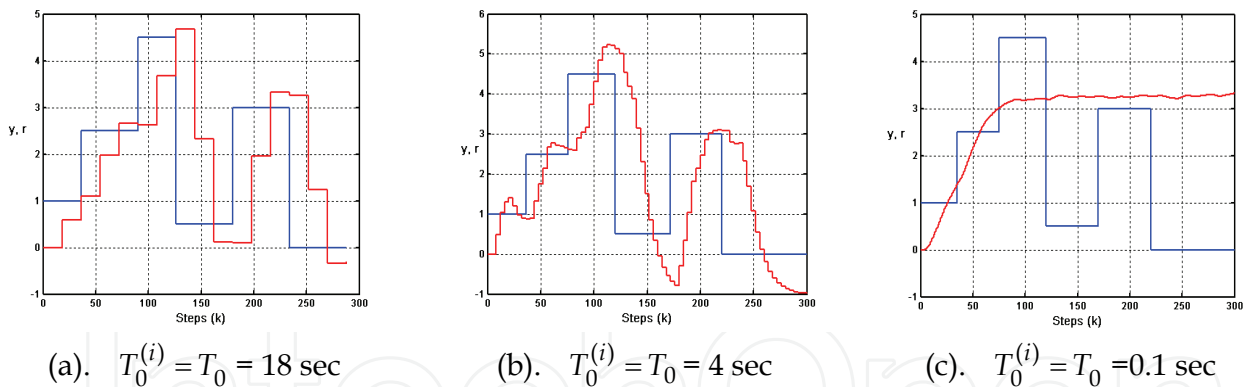 5
4
3
2
1
0
-1
y, r
0 50 100 150 200 250 300
Steps (k)
(a). T₀⁽ⁱ⁾ = T₀ = 18 sec
6
5
4
3
2
1
0
-1
y, r
0 50 100 150 200 250 300
Steps (k)
(b). T₀⁽ⁱ⁾ = T₀ = 4 sec
5
4
3
2
1
0
-1
y, r
0 50 100 150 200 250 300
Steps (k)
(c). T₀⁽ⁱ⁾ = T₀ =0.1 sec